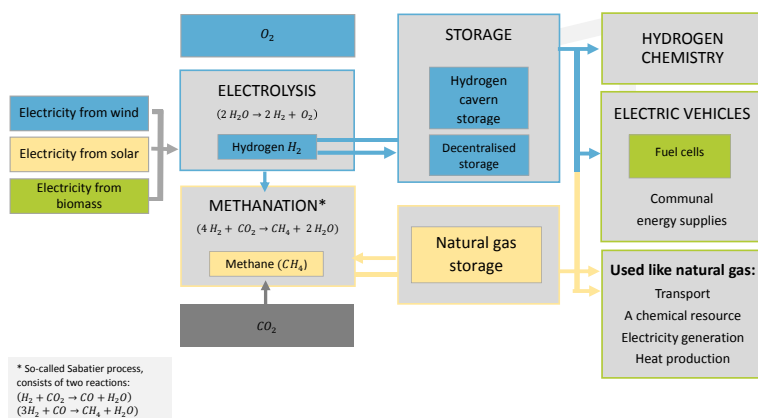 O₂
STORAGE
HYDROGEN
CHEMISTRY
ELECTROLYSIS
(2 H₂O → 2 H₂ + O₂)
Hydrogen H₂
Hydrogen
cavern
storage
Decentralised
storage
ELECTRIC VEHICLES
Fuel cells
Communal
energy supplies
Electricity from wind
Electricity from solar
Electricity from
biomass
METHANATION*
(4 H₂ + CO₂ → CH₄ + 2 H₂O)
Methane (CH₄)
Natural gas
storage
Used like natural gas:
Transport
A chemical resource
Electricity generation
Heat production
CO₂
* So-called Sabatier process,
consists of two reactions:
(H₂ + CO₂ → CO + H₂O)
(3H₂ + CO → CH₄ + H₂O)